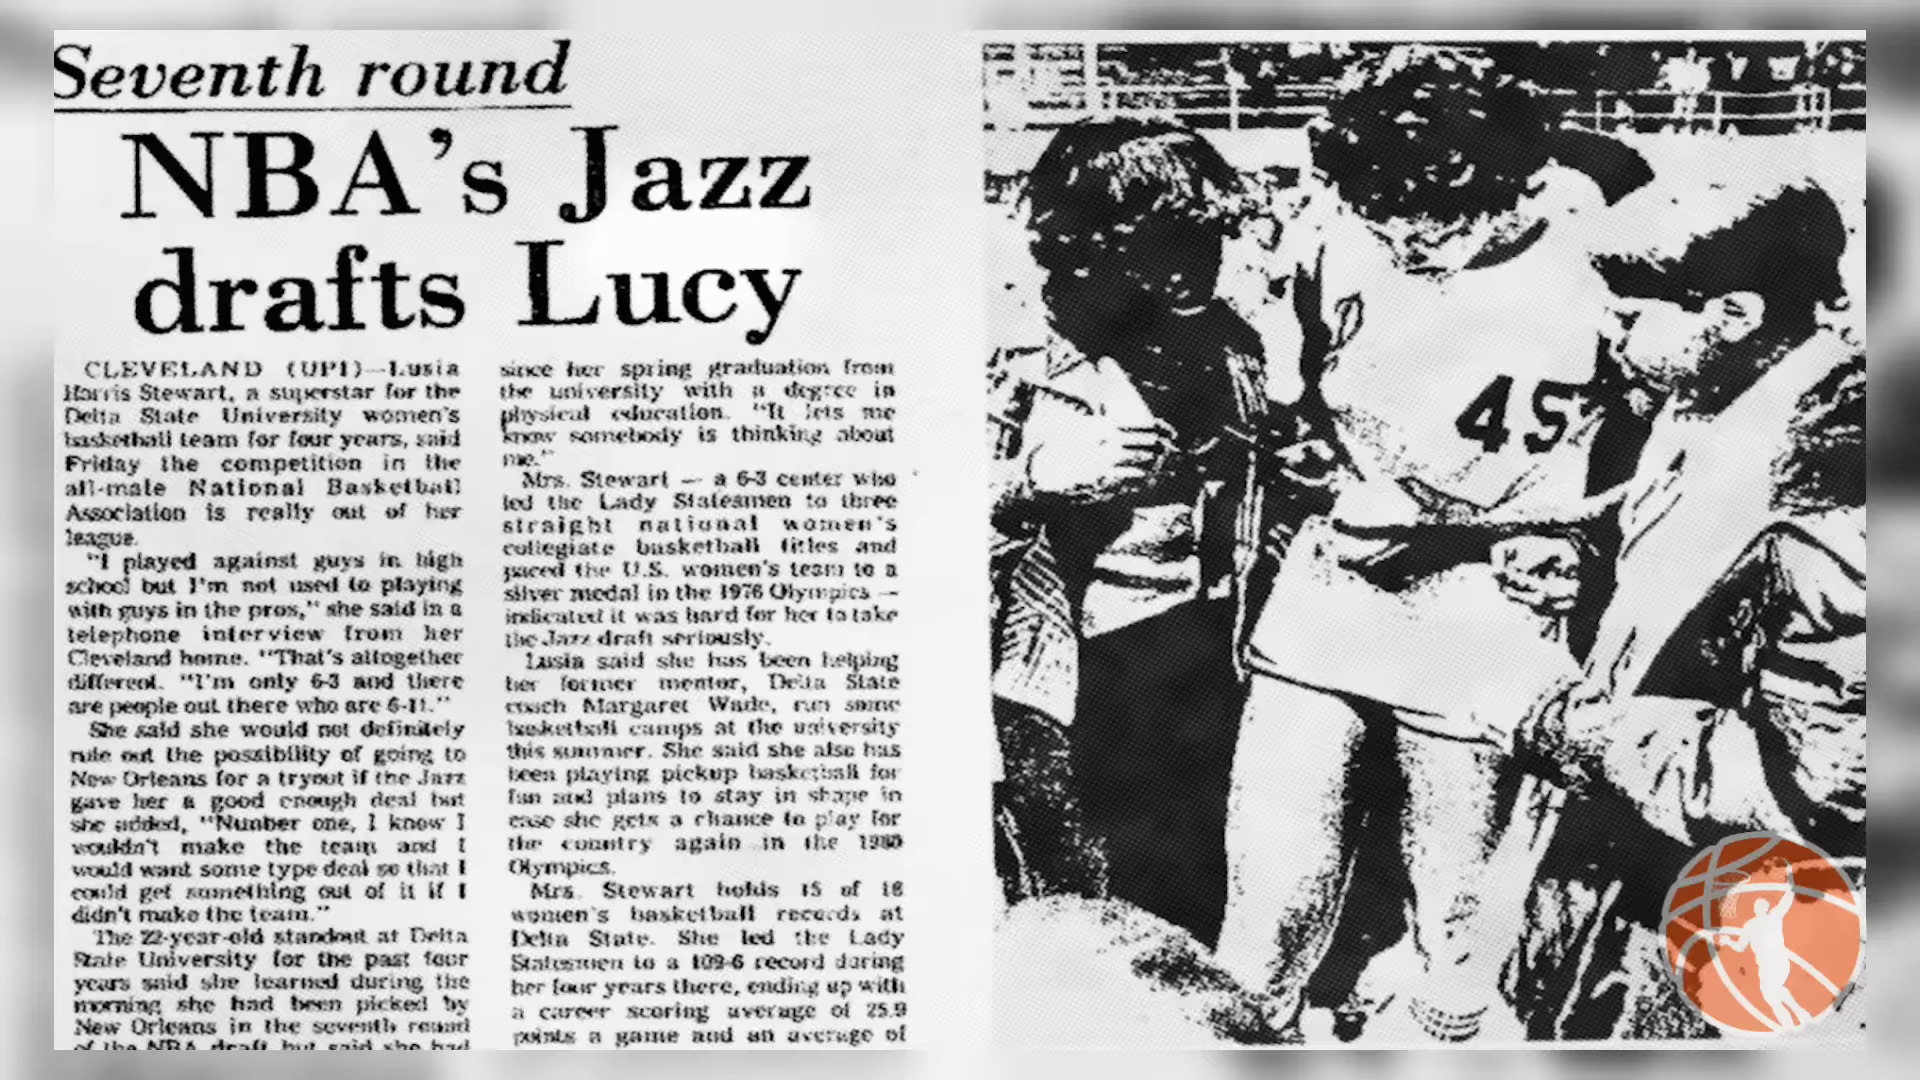 Seventh round
NBA's Jazz
drafts Lucy
CLEVELAND (UPI)—Lusia
Harris Stewart, a superstar for the
Delta State University women's
basketball team for four years, said
Friday the competition in the
all-male National Basketball
Association is really out of her
league.
"I played against guys in high
school but I'm not used to playing
with guys in the pros," she said in a
telephone interview from her
Cleveland home. "That's altogether
different. "I'm only 6-3 and there
are people out there who are 6-11."
She said she would not definitely
rule out the possibility of going to
New Orleans for a tryout if the Jazz
gave her a good enough deal but
she added, "Number one, I know I
wouldn't make the team and I
would want some type deal so that I
could get something out of it if I
didn't make the team."
The 22-year-old standout at Delta
State University for the past four
years said she learned during the
morning she had been picked by
New Orleans in the seventh round
of the NBA draft but said she had
since her spring graduation from
the university with a degree in
physical education. "It lets me
know somebody is thinking about
me."
Mrs. Stewart — a 6-3 center who
led the Lady Statesmen to three
straight national women's
collegiate basketball titles and
paced the U.S. women's team to a
silver medal in the 1976 Olympics —
indicated it was hard for her to take
the Jazz draft seriously.
Lusia said she has been helping
her former mentor, Delta State
coach Margaret Wade, run some
basketball camps at the university
this summer. She said she also has
been playing pickup basketball for
fun and plans to stay in shape in
case she gets a chance to play for
the country again in the 1980
Olympics.
Mrs. Stewart holds 15 of 18
women's basketball records at
Delta State. She led the Lady
Statesmen to a 109-6 record during
her four years there, ending up with
a career scoring average of 25.9
points a game and an average of
45